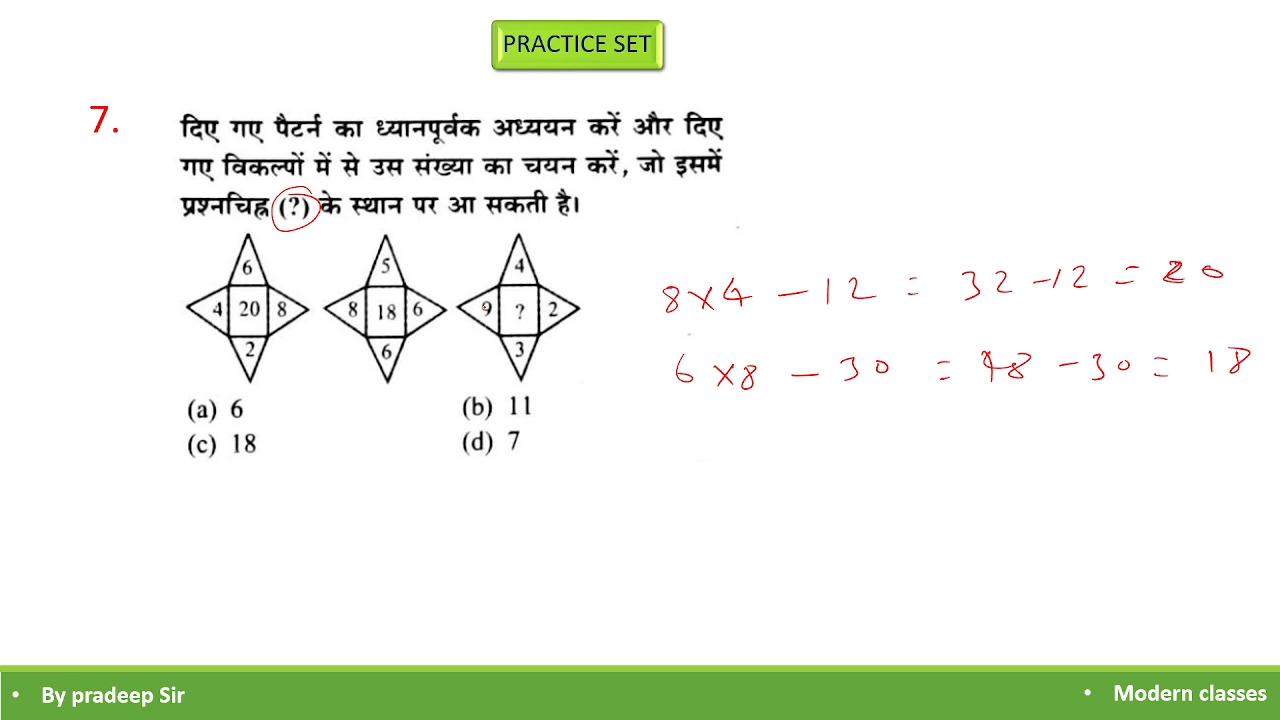 PRACTICE SET
7.
दिए गए पैटर्न का ध्यानपूर्वक अध्ययन करें और दिए
गए विकल्पों में से उस संख्या का चयन करें, जो इसमें
प्रश्नचिह्न (?) के स्थान पर आ सकती है।
6 5 4
4 20 8 8 18 6 9 ? 2
2 6 3
(a) 6 (b) 11
(c) 18 (d) 7
8×4 - 12 = 32 - 12 = 20
6×8 - 30 = 48 - 30 = 18
• By pradeep Sir
• Modern classes